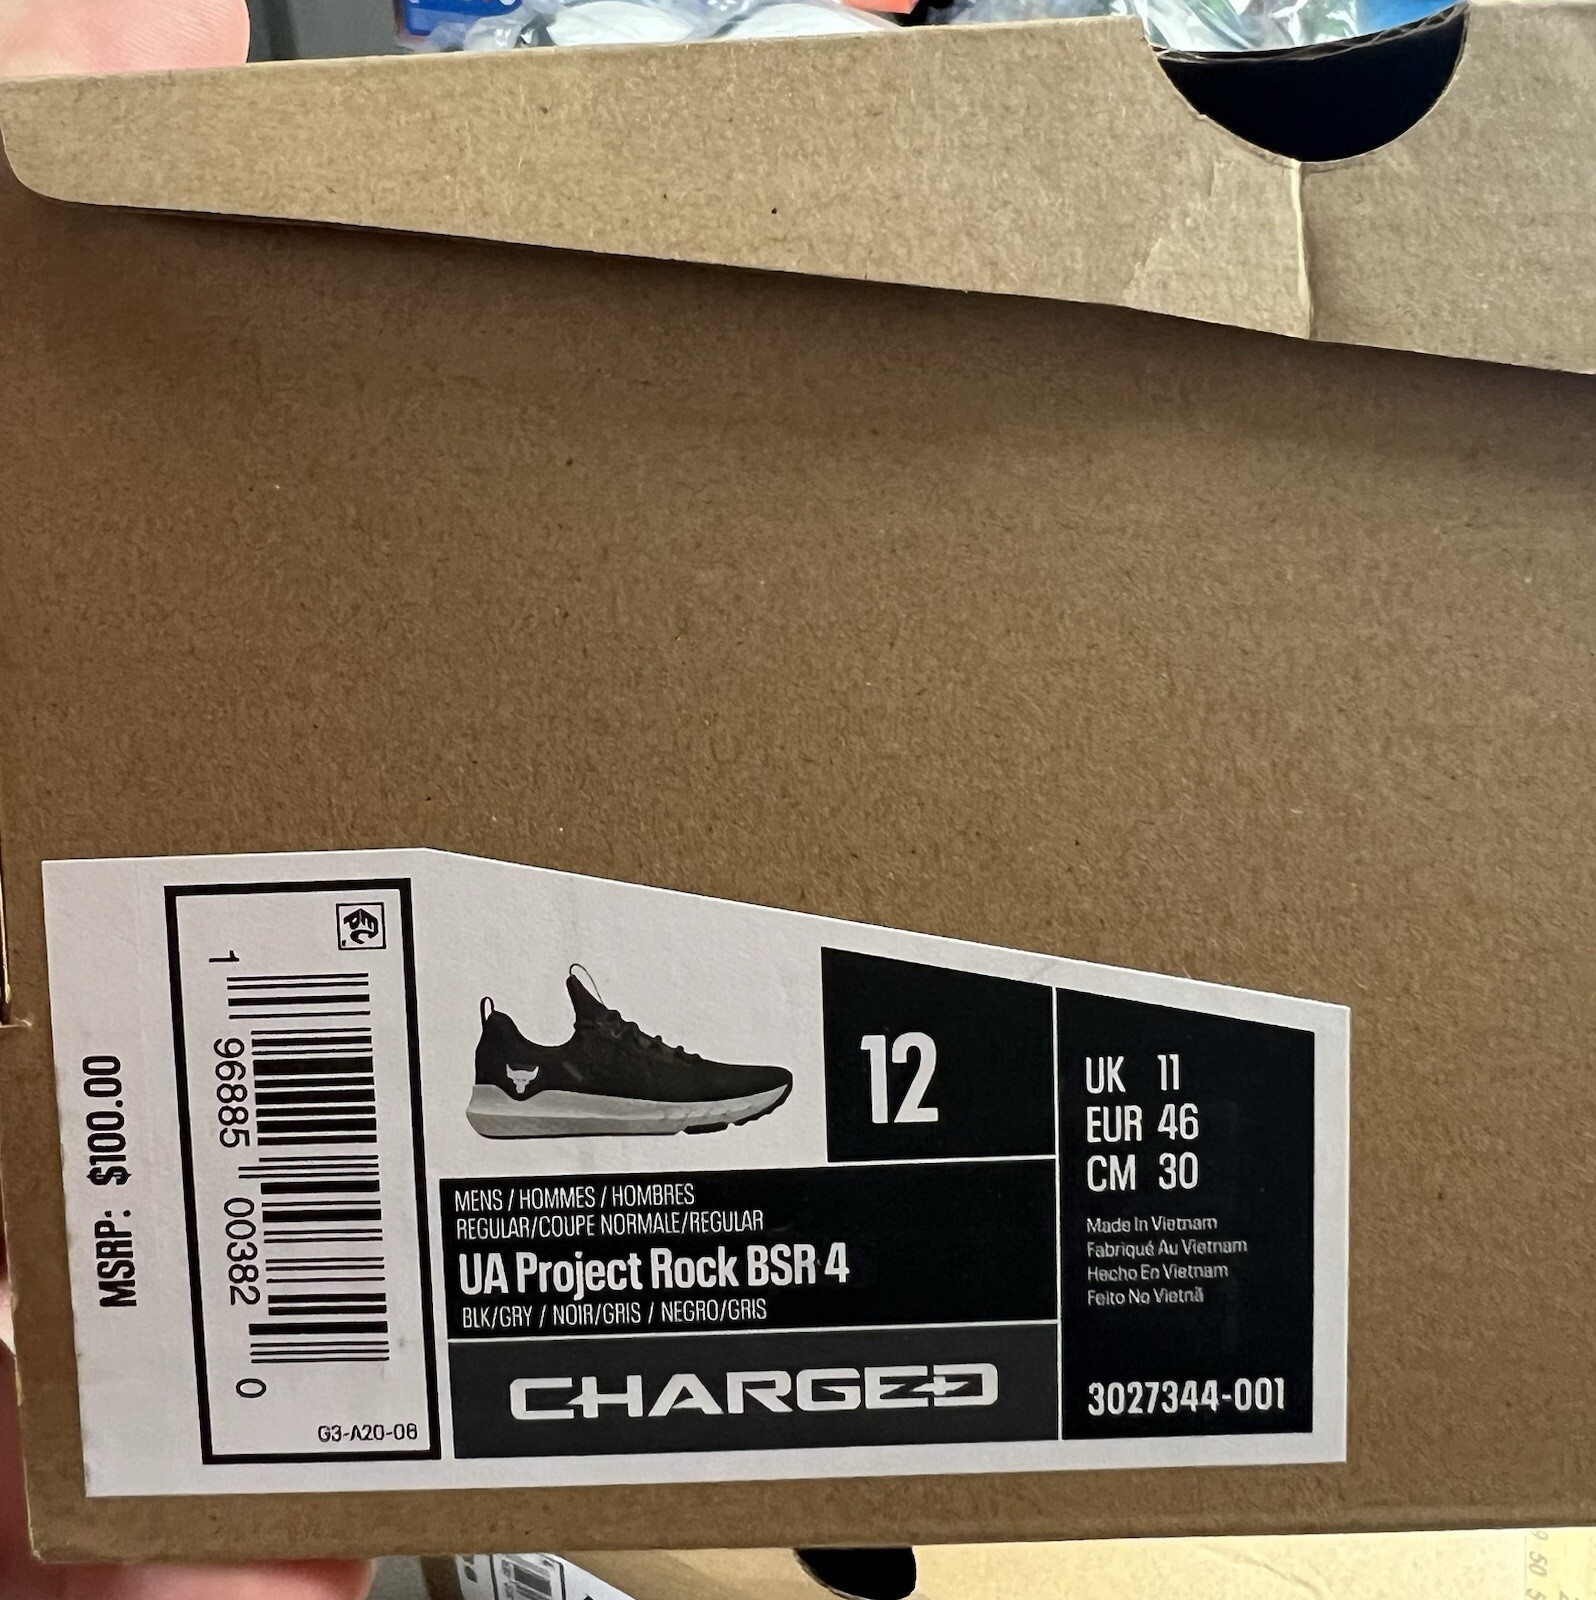 MSRP: $100.00
EPC
1 96885 00382 0
G3-A20-08
12
MENS / HOMMES / HOMBRES
REGULAR/COUPE NORMALE/REGULAR
UA Project Rock BSR 4
BLK/GRY / NOIR/GRIS / NEGRO/GRIS
CHARGED
UK 11
EUR 46
CM 30
Made In Vietnam
Fabriqué Au Vietnam
Hecho En Vietnam
Feito No Vietnã
3027344-001